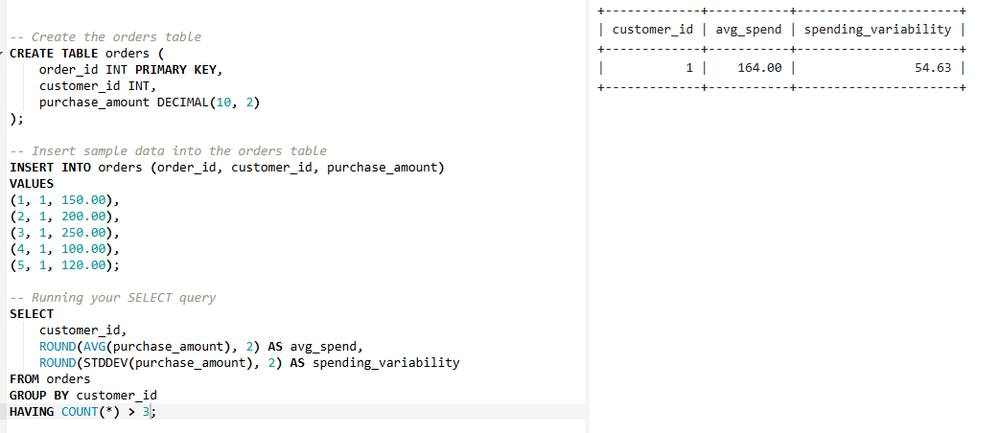 -- Create the orders table
CREATE TABLE orders (
    order_id INT PRIMARY KEY,
    customer_id INT,
    purchase_amount DECIMAL(10, 2)
);
-- Insert sample data into the orders table
INSERT INTO orders (order_id, customer_id, purchase_amount)
VALUES
(1, 1, 150.00),
(2, 1, 200.00),
(3, 1, 250.00),
(4, 1, 100.00),
(5, 1, 120.00);
-- Running your SELECT query
SELECT
    customer_id,
    ROUND(AVG(purchase_amount), 2) AS avg_spend,
    ROUND(STDDEV(purchase_amount), 2) AS spending_variability
FROM orders
GROUP BY customer_id
HAVING COUNT(*) > 3;
+-------------+-----------+----------------------+
| customer_id | avg_spend | spending_variability |
+-------------+-----------+----------------------+
|           1 |    164.00 |                54.63 |
+-------------+-----------+----------------------+